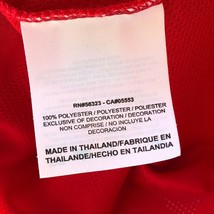 RN#56323 - CA#05553
100% POLYESTER / POLYESTER / POLIESTER
EXCLUSIVE OF DECORATION / DECORATION
NON COMPRISE / NO INCLUYE LA
DECORACION
MADE IN THAILAND/FABRIQUE EN
THAILANDE/HECHO EN TAILANDIA